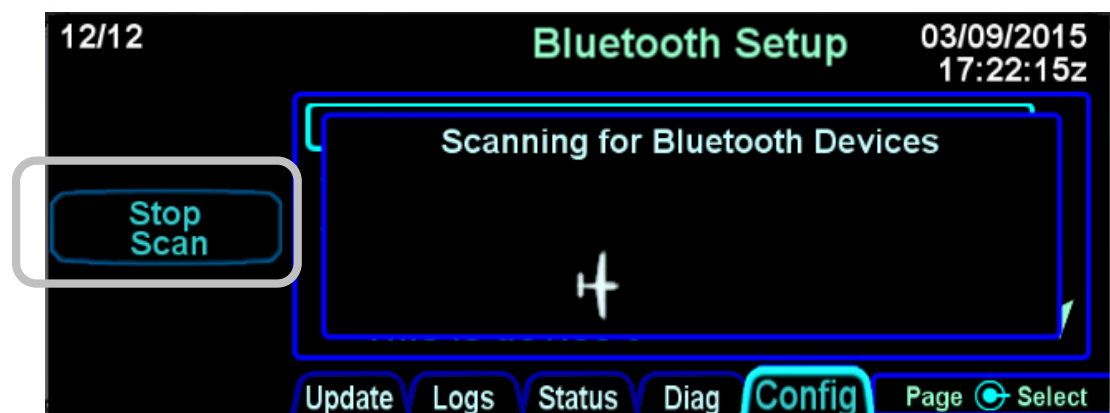 12/12
Bluetooth Setup
03/09/2015
17:22:15z
Scanning for Bluetooth Devices
Stop
Scan
Update Logs Status Diag Config Page Select